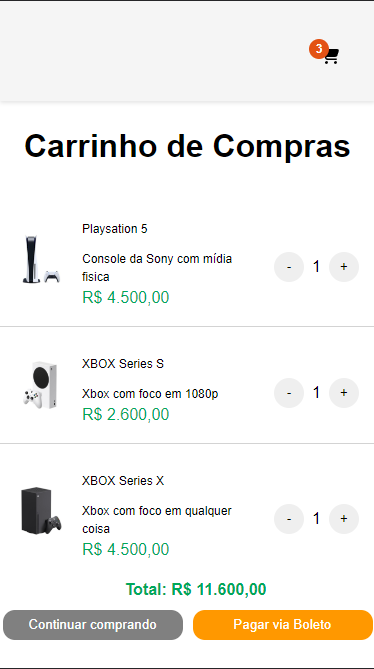 3
Carrinho de Compras
Playsation 5
Console da Sony com mídia
fisica
R$ 4.500,00
- 1 +
XBOX Series S
Xbox com foco em 1080p
R$ 2.600,00
- 1 +
XBOX Series X
Xbox com foco em qualquer
coisa
R$ 4.500,00
- 1 +
Total: R$ 11.600,00
Continuar comprando
Pagar via Boleto